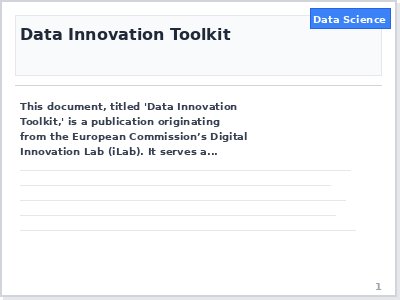 Data Science
Data Innovation Toolkit
This document, titled 'Data Innovation
Toolkit,' is a publication originating
from the European Commission’s Digital
Innovation Lab (iLab). It serves a...
1